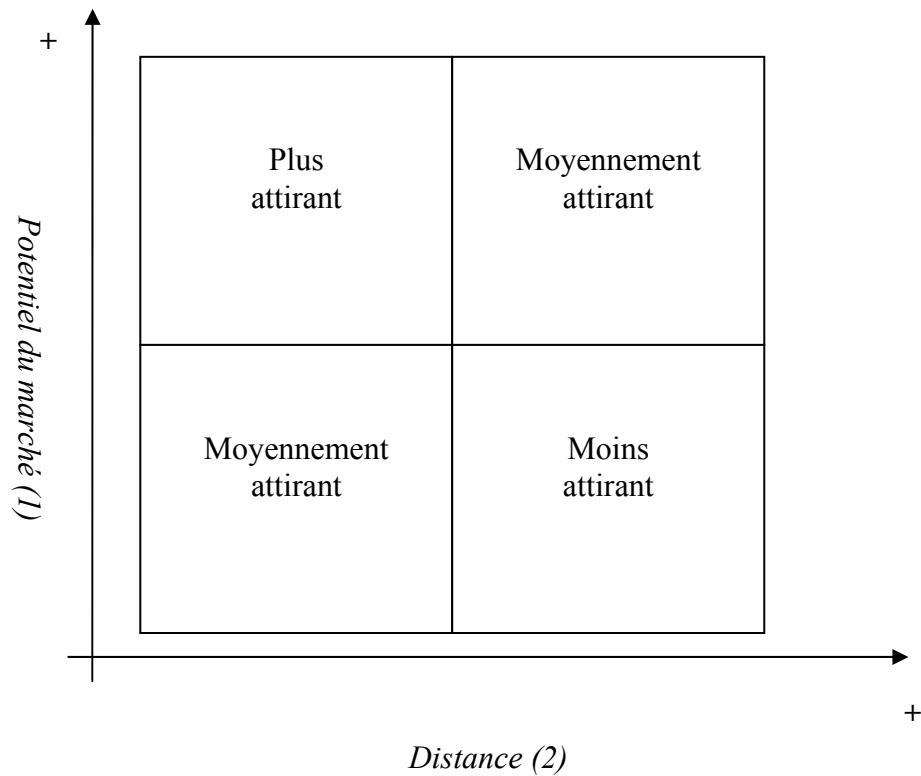 +
Plus
attirant
Moyennement
attirant
Potentiel du marché (1)
Moyennement
attirant
Moins
attirant
+
Distance (2)